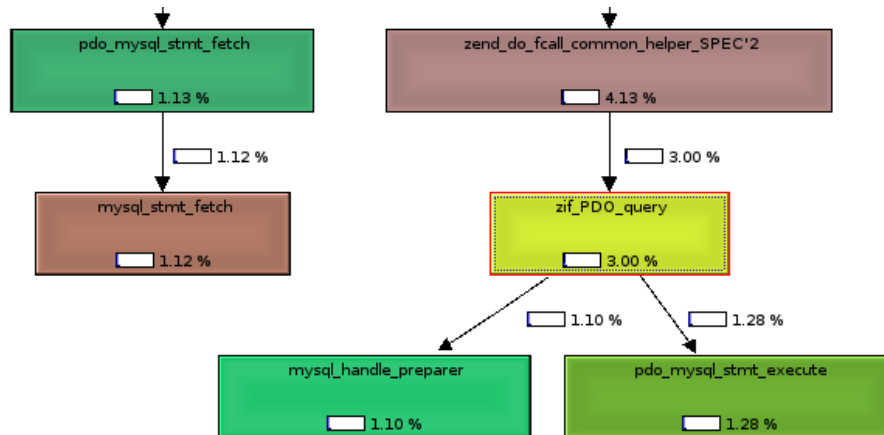 pdo_mysql_stmt_fetch
1.13 %
zend_do_fcall_common_helper_SPEC'2
4.13 %
1.12 %
3.00 %
mysql_stmt_fetch
1.12 %
zif_PDO_query
3.00 %
1.10 %
1.28 %
mysql_handle_preparer
1.10 %
pdo_mysql_stmt_execute
1.28 %